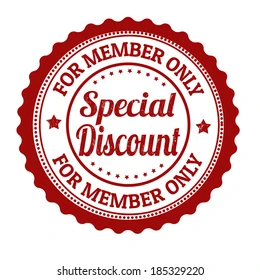 FOR MEMBER ONLY
Special
Discount
FOR MEMBER ONLY
shutterstock.com · 185329220